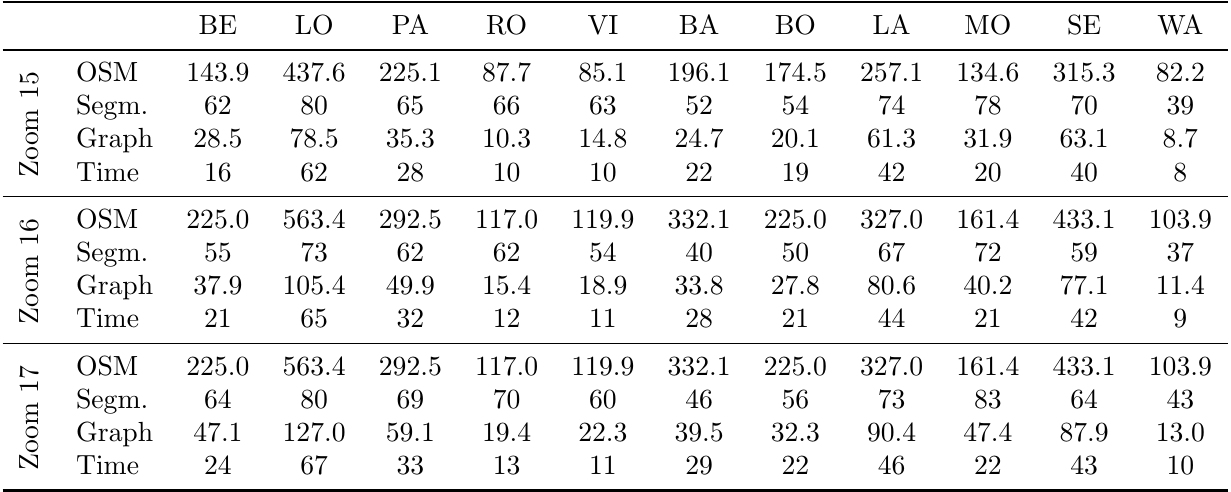 BE LO PA RO VI BA BO LA MO SE WA
Zoom 15
OSM 143.9 437.6 225.1 87.7 85.1 196.1 174.5 257.1 134.6 315.3 82.2
Segm. 62 80 65 66 63 52 54 74 78 70 39
Graph 28.5 78.5 35.3 10.3 14.8 24.7 20.1 61.3 31.9 63.1 8.7
Time 16 62 28 10 10 22 19 42 20 40 8
Zoom 16
OSM 225.0 563.4 292.5 117.0 119.9 332.1 225.0 327.0 161.4 433.1 103.9
Segm. 55 73 62 62 54 40 50 67 72 59 37
Graph 37.9 105.4 49.9 15.4 18.9 33.8 27.8 80.6 40.2 77.1 11.4
Time 21 65 32 12 11 28 21 44 21 42 9
Zoom 17
OSM 225.0 563.4 292.5 117.0 119.9 332.1 225.0 327.0 161.4 433.1 103.9
Segm. 64 80 69 70 60 46 56 73 83 64 43
Graph 47.1 127.0 59.1 19.4 22.3 39.5 32.3 90.4 47.4 87.9 13.0
Time 24 67 33 13 11 29 22 46 22 43 10